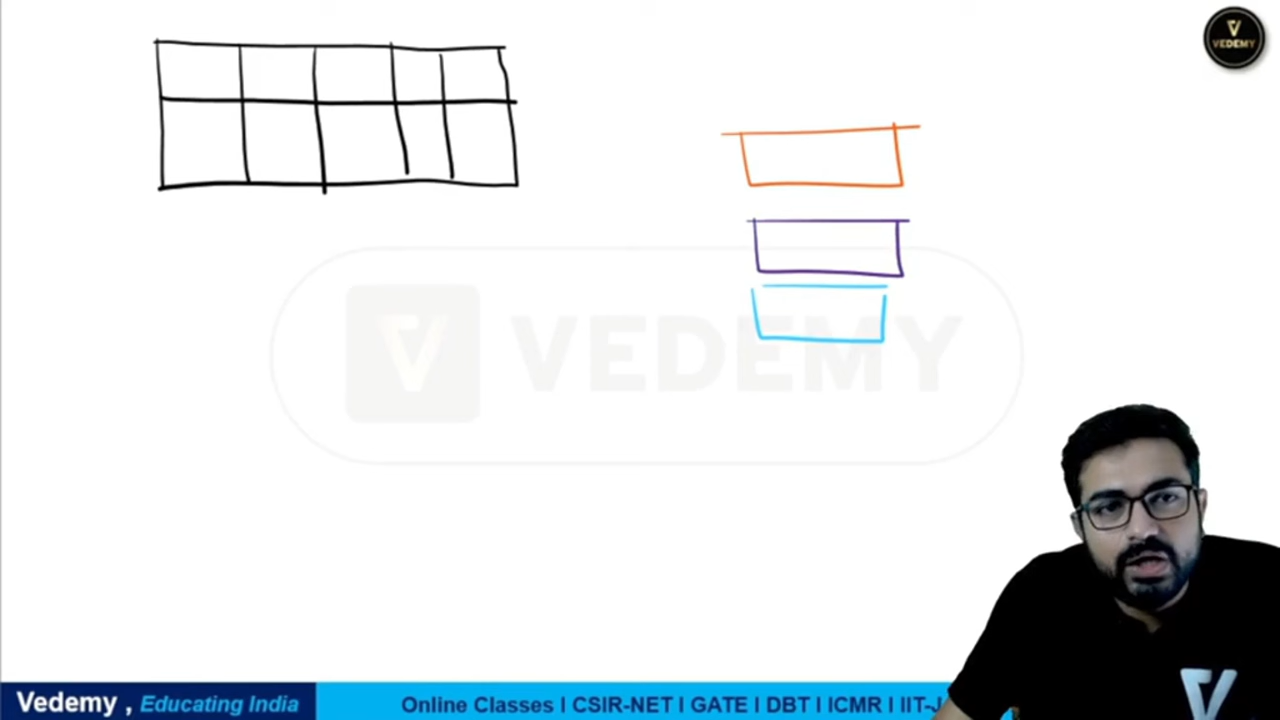 VEDEMY
VEDEMY
Vedemy , Educating India
Online Classes I CSIR-NET I GATE I DBT I ICMR I IIT-J